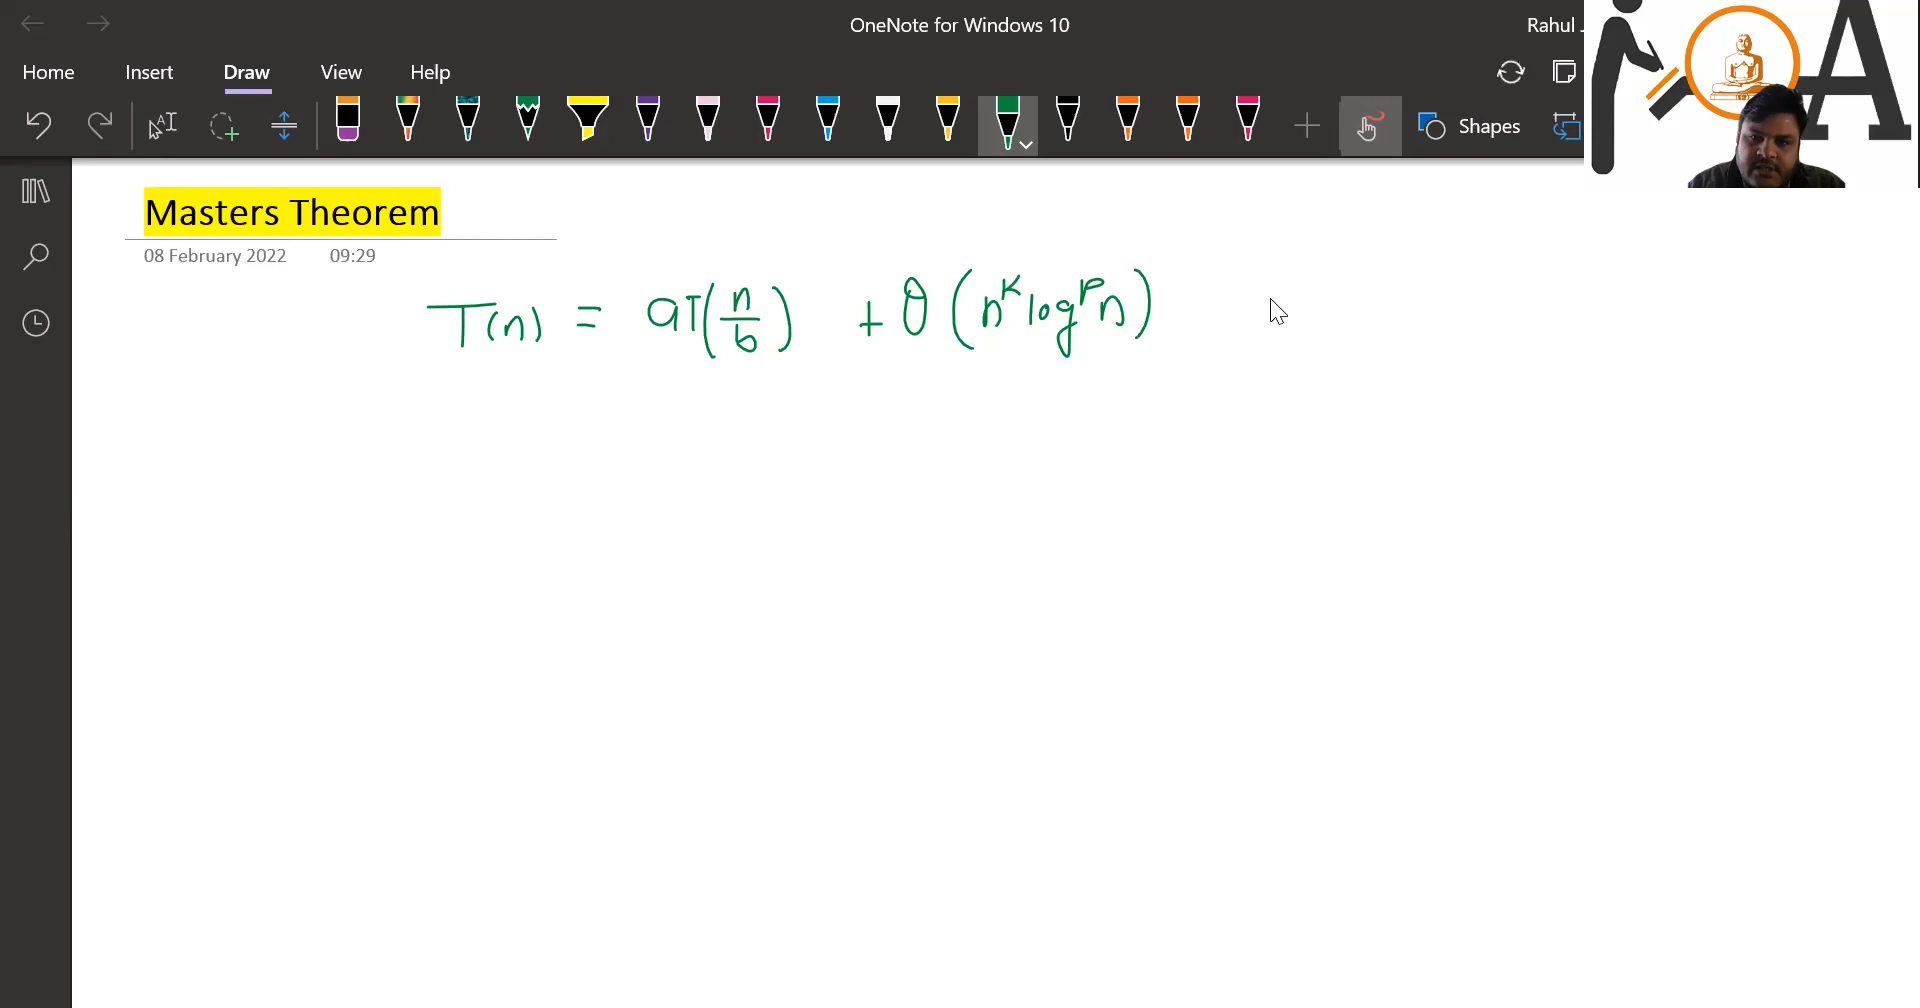 OneNote for Windows 10
Rahul J
Home Insert Draw View Help
Shapes
A
Masters Theorem
08 February 2022 09:29
T(n) = aT(n/b) + θ(n^k log^p n)